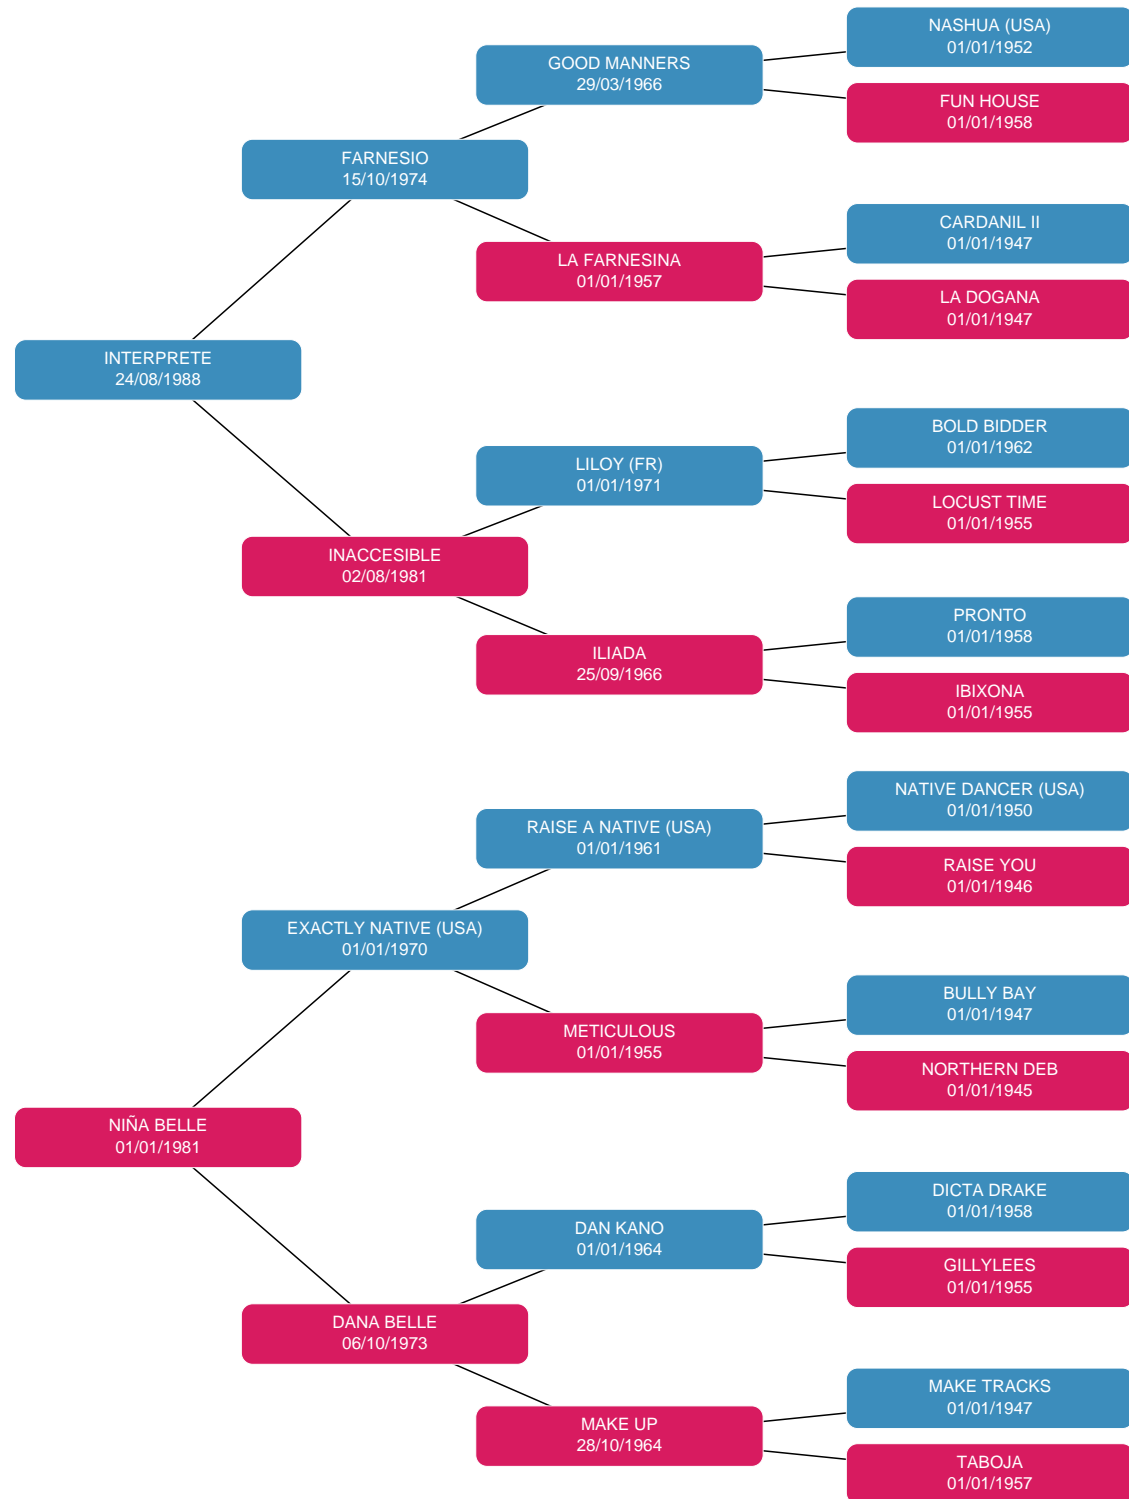 NASHUA (USA)
01/01/1952
GOOD MANNERS
29/03/1966
FUN HOUSE
01/01/1958
FARNESIO
15/10/1974
CARDANIL II
01/01/1947
LA FARNESINA
01/01/1957
LA DOGANA
01/01/1947
INTERPRETE
24/08/1988
BOLD BIDDER
01/01/1962
LILOY (FR)
01/01/1971
LOCUST TIME
01/01/1955
INACCESIBLE
02/08/1981
PRONTO
01/01/1958
ILIADA
25/09/1966
IBIXONA
01/01/1955
NATIVE DANCER (USA)
01/01/1950
RAISE A NATIVE (USA)
01/01/1961
RAISE YOU
01/01/1946
EXACTLY NATIVE (USA)
01/01/1970
BULLY BAY
01/01/1947
METICULOUS
01/01/1955
NORTHERN DEB
01/01/1945
NIÑA BELLE
01/01/1981
DICTA DRAKE
01/01/1958
DAN KANO
01/01/1964
GILLYLEES
01/01/1955
DANA BELLE
06/10/1973
MAKE TRACKS
01/01/1947
MAKE UP
28/10/1964
TABOJA
01/01/1957